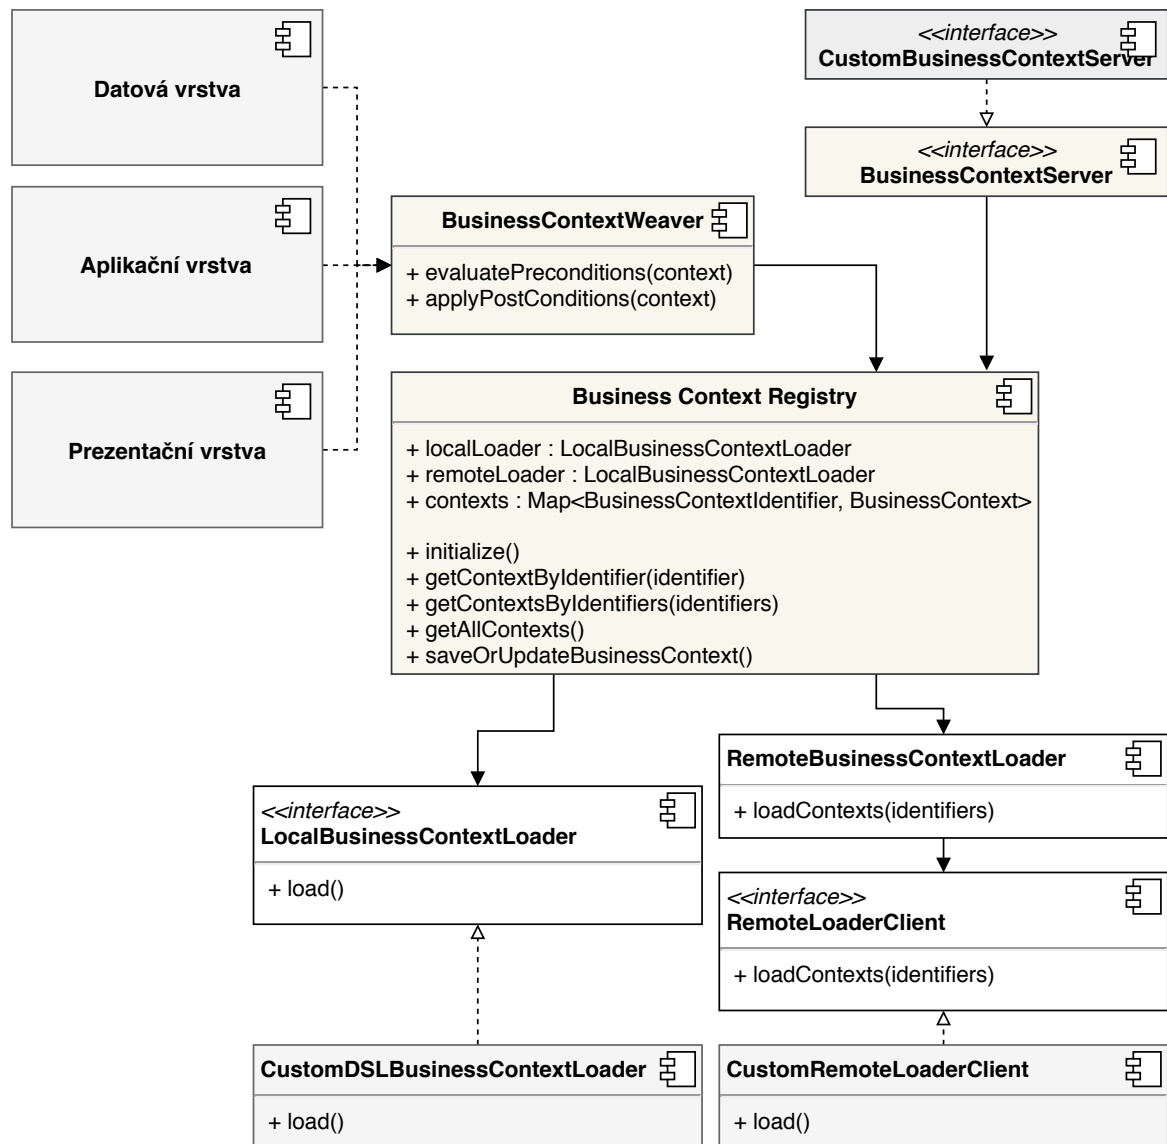 Datová vrstva
<<interface>>
CustomBusinessContextServer
<<interface>>
BusinessContextServer
Aplikační vrstva
BusinessContextWeaver
+ evaluatePreconditions(context)
+ applyPostConditions(context)
Prezentační vrstva
Business Context Registry
+ localLoader : LocalBusinessContextLoader
+ remoteLoader : LocalBusinessContextLoader
+ contexts : Map<BusinessContextIdentifier, BusinessContext>
+ initialize()
+ getContextByIdentifier(identifier)
+ getContextsByIdentifiers(identifiers)
+ getAllContexts()
+ saveOrUpdateBusinessContext()
<<interface>>
LocalBusinessContextLoader
+ load()
RemoteBusinessContextLoader
+ loadContexts(identifiers)
<<interface>>
RemoteLoaderClient
+ loadContexts(identifiers)
CustomDSLBusinessContextLoader
+ load()
CustomRemoteLoaderClient
+ load()